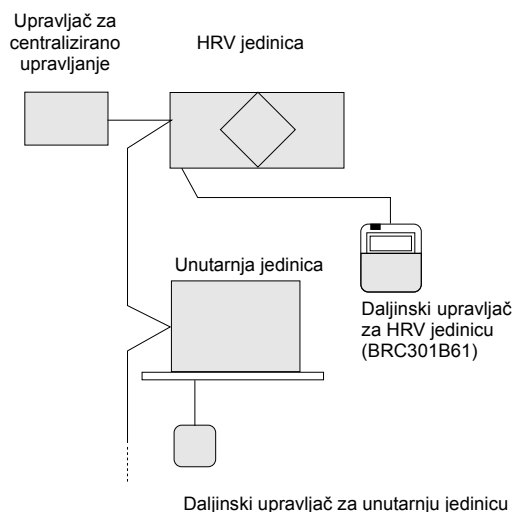 Upravljač za
centralizirano
upravljanje
HRV jedinica
Unutarnja jedinica
Daljinski upravljač
za HRV jedinicu
(BRC301B61)
Daljinski upravljač za unutarnju jedinicu